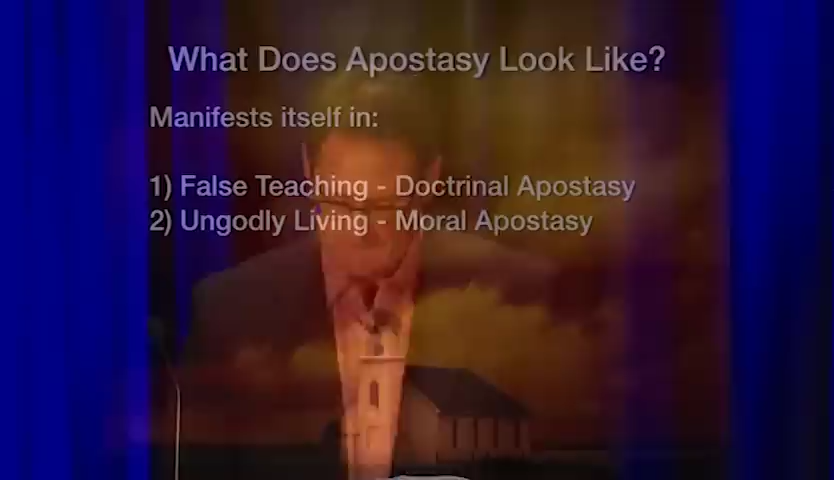 What Does Apostasy Look Like?
Manifests itself in:
1) False Teaching - Doctrinal Apostasy
2) Ungodly Living - Moral Apostasy